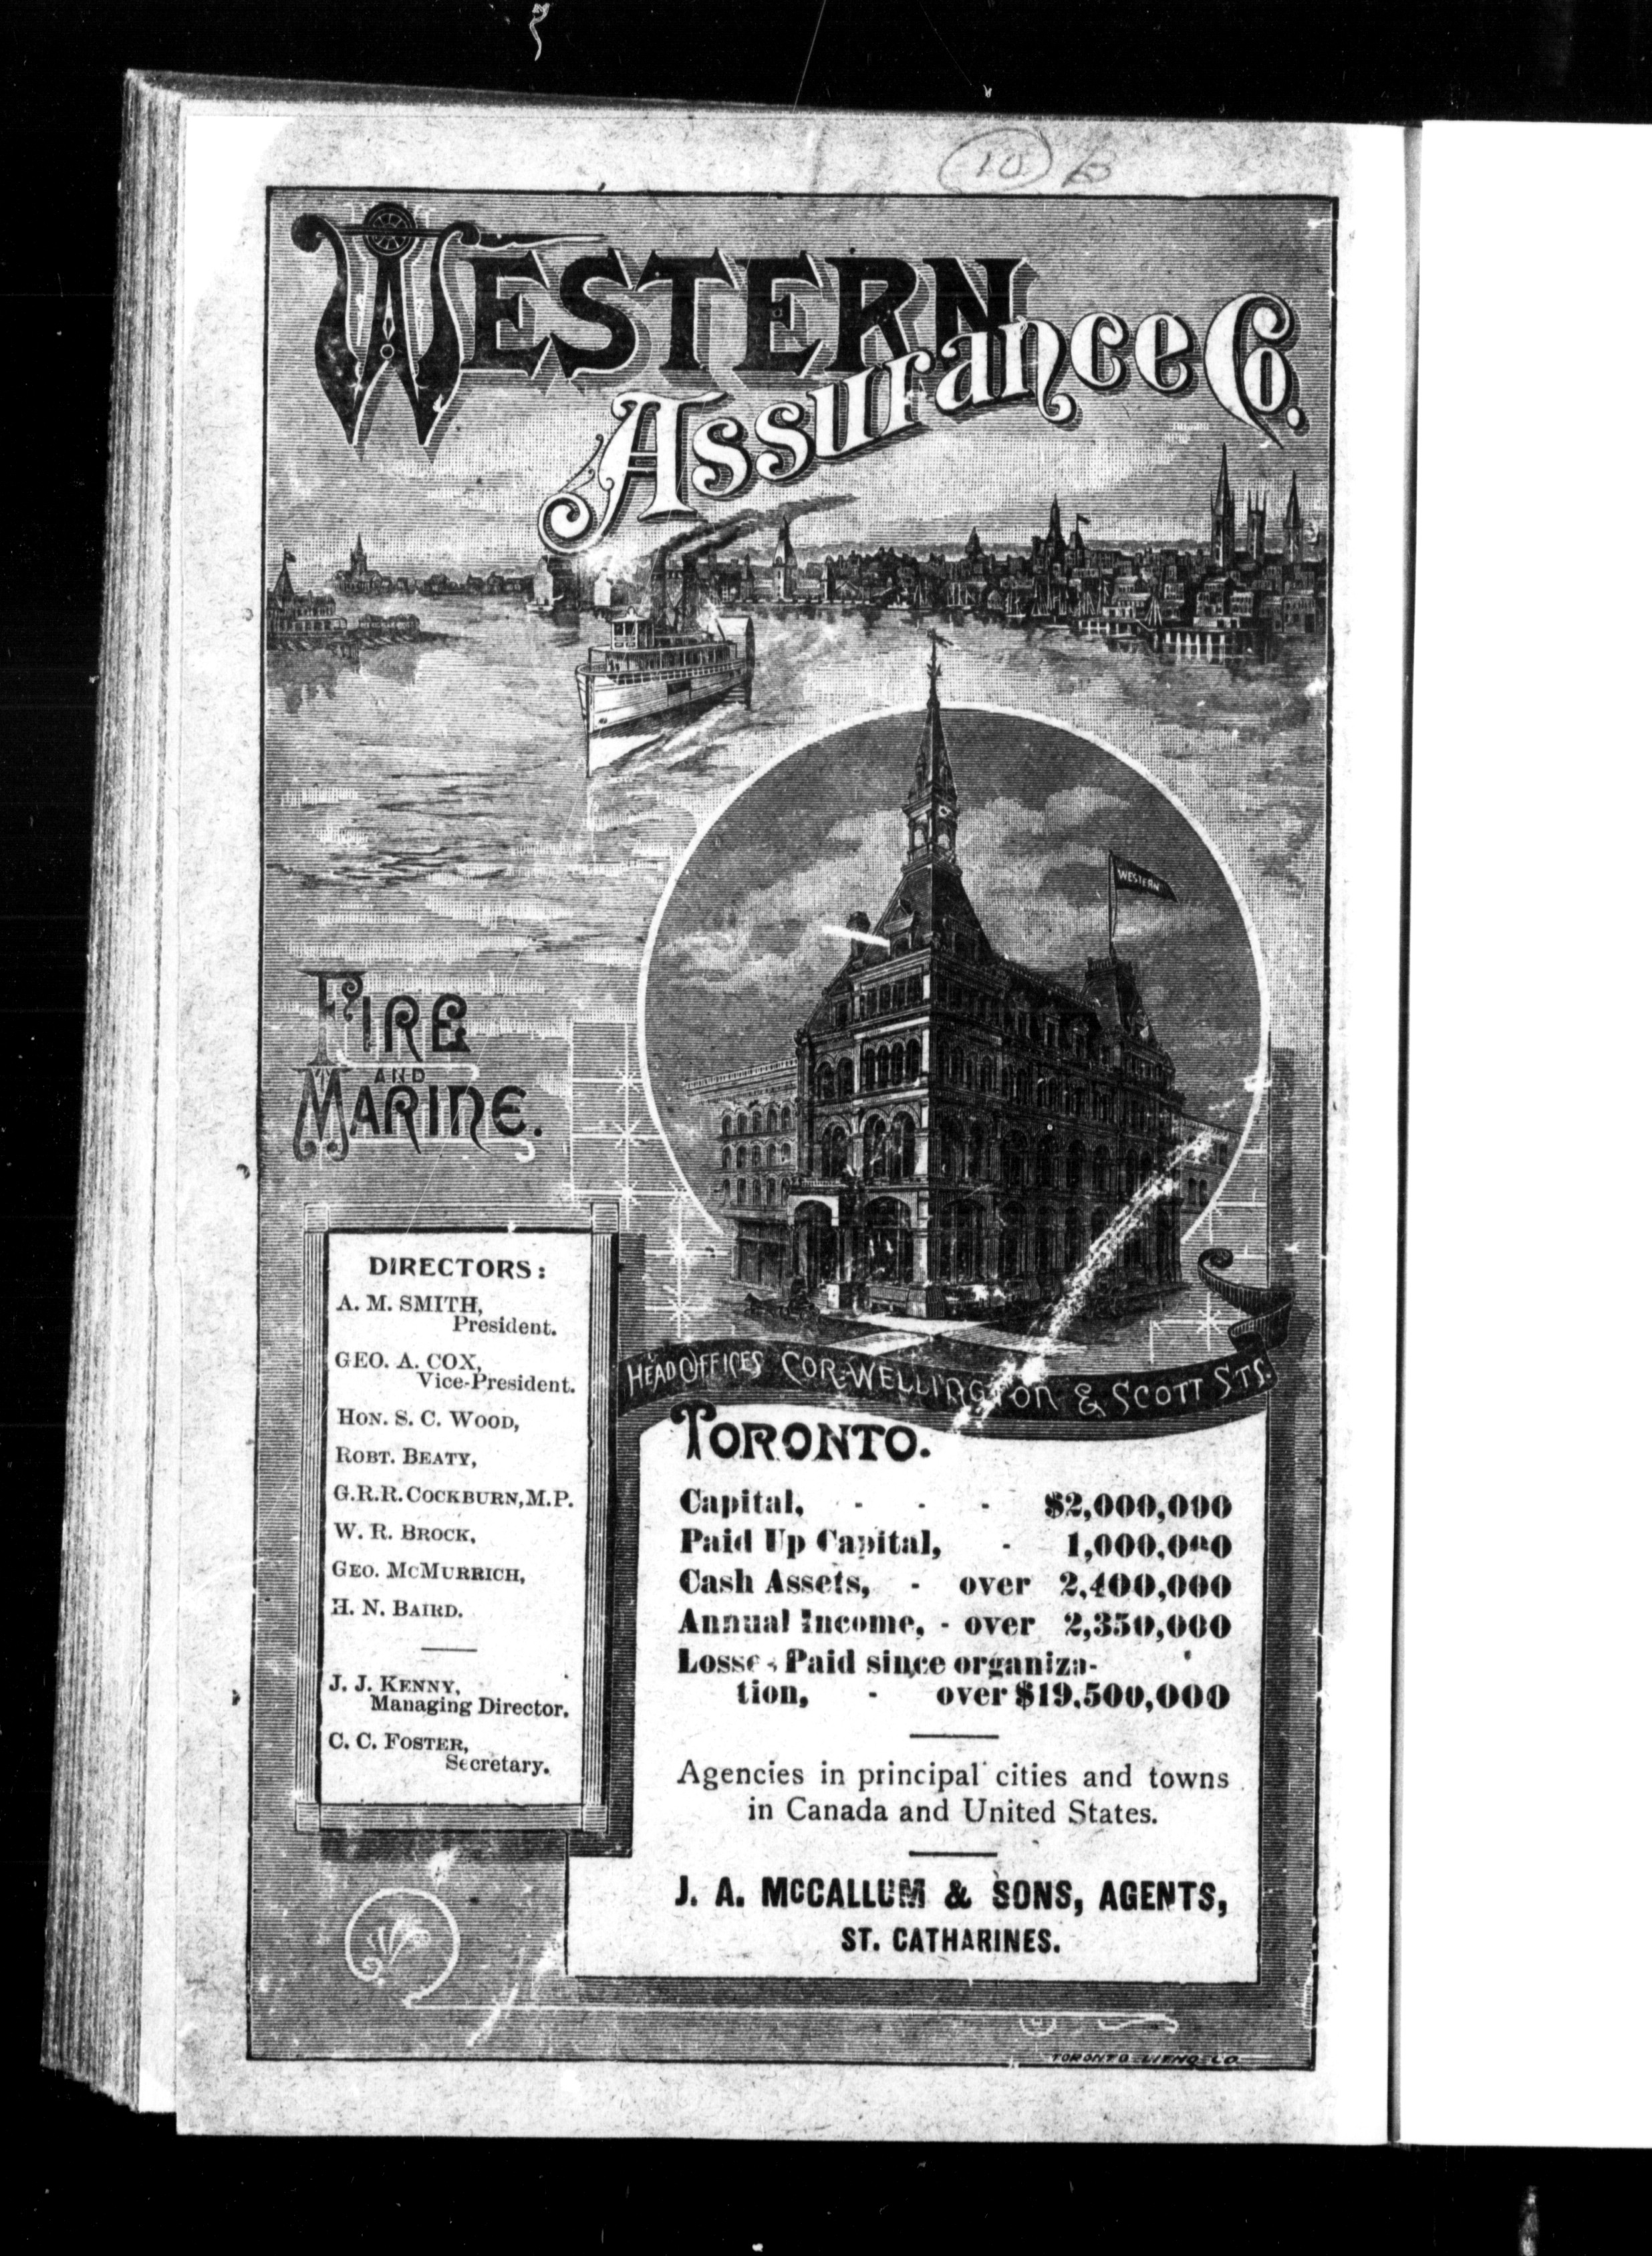 10 B
WESTERN
Assurance Co.
WESTERN
FIRE
AND
MARINE.
DIRECTORS:
A. M. SMITH,
President.
GEO. A. COX,
Vice-President.
HON. S. C. WOOD,
ROBT. BEATY,
G.R.R. COCKBURN, M.P.
W. R. BROCK,
GEO. MCMURRICH,
H. N. BAIRD.
J. J. KENNY,
Managing Director.
C. C. FOSTER,
Secretary.
HEAD OFFICES COR. WELLINGTON & SCOTT STS.
TORONTO.
Capital, - - - $2,000,000
Paid Up Capital, - 1,000,000
Cash Assets, - over 2,400,000
Annual Income, - over 2,350,000
Losses Paid since organiza-
tion, - over $19,500,000
Agencies in principal cities and towns
in Canada and United States.
J. A. MCCALLUM & SONS, AGENTS,
ST. CATHARINES.
TORONTO LITHO. CO.